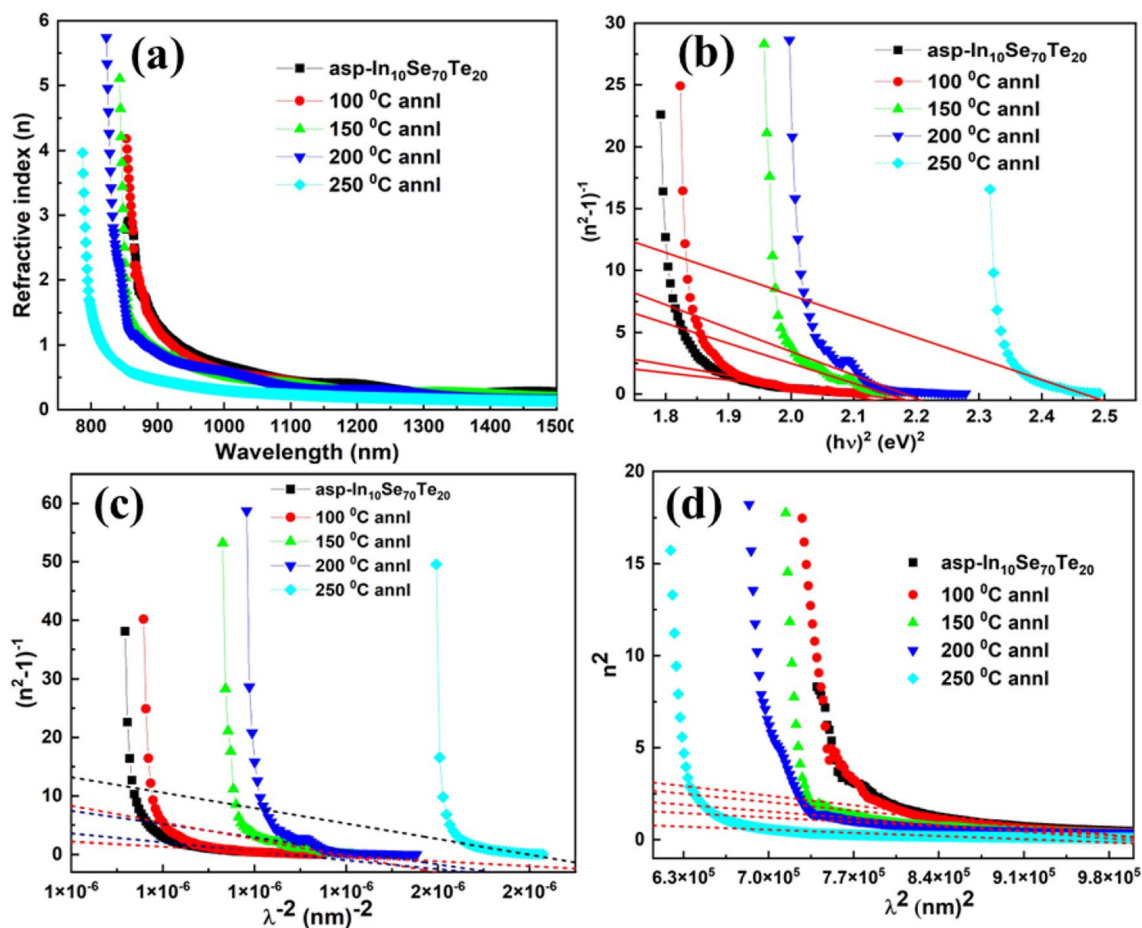 (a)
asp-In₁₀Se₇₀Te₂₀
100 ⁰C annl
150 ⁰C annl
200 ⁰C annl
250 ⁰C annl
Refractive index (n)
6
5
4
3
2
1
0
800 900 1000 1100 1200 1300 1400 1500
Wavelength (nm)
(b)
asp-In₁₀Se₇₀Te₂₀
100 ⁰C annl
150 ⁰C annl
200 ⁰C annl
250 ⁰C annl
(n²-1)⁻¹
30
25
20
15
10
5
0
1.8 1.9 2.0 2.1 2.2 2.3 2.4 2.5
(hν)² (eV)²
(c)
asp-In₁₀Se₇₀Te₂₀
100 ⁰C annl
150 ⁰C annl
200 ⁰C annl
250 ⁰C annl
(n²-1)⁻¹
60
50
40
30
20
10
0
1×10⁻⁶ 1×10⁻⁶ 1×10⁻⁶ 1×10⁻⁶ 2×10⁻⁶ 2×10⁻⁶
λ⁻² (nm)⁻²
(d)
asp-In₁₀Se₇₀Te₂₀
100 ⁰C annl
150 ⁰C annl
200 ⁰C annl
250 ⁰C annl
n²
20
15
10
5
0
6.3×10⁵ 7.0×10⁵ 7.7×10⁵ 8.4×10⁵ 9.1×10⁵ 9.8×10⁵
λ² (nm)²